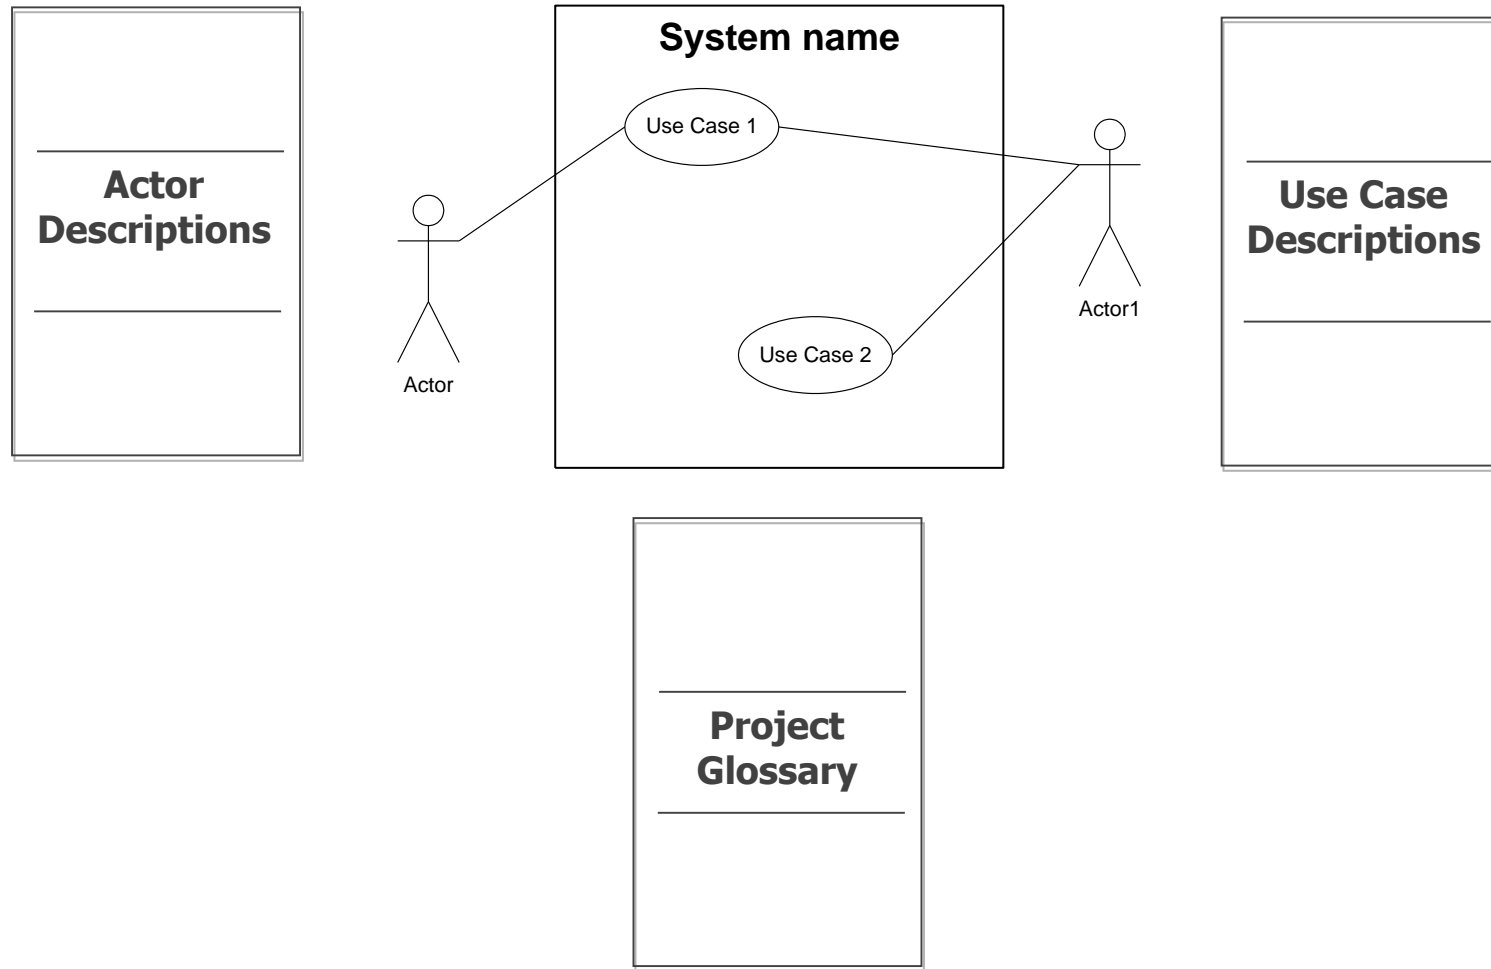 System name
Use Case 1
Actor
Descriptions
Use Case
Descriptions
Actor1
Use Case 2
Actor
Project
Glossary